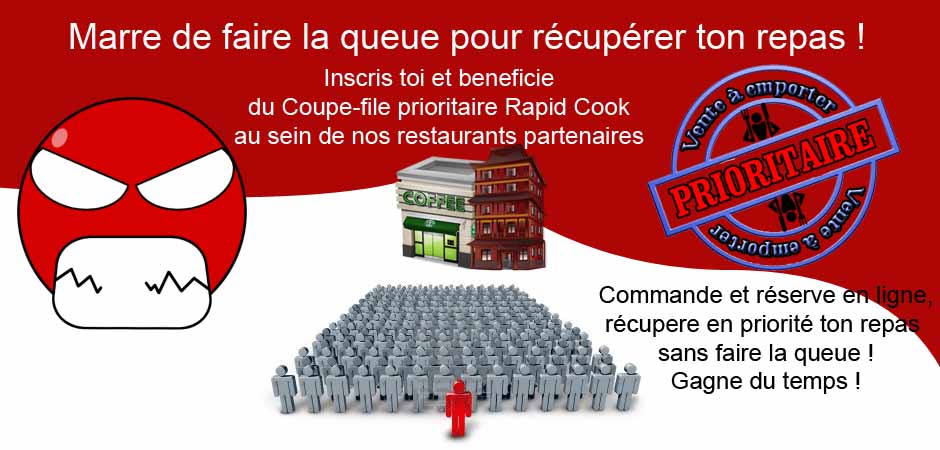 Marre de faire la queue pour récupérer ton repas !
Inscris toi et beneficie
du Coupe-file prioritaire Rapid Cook
au sein de nos restaurants partenaires
Vente à emporter
PRIORITAIRE
Vente à emporter
COFFEE
Commande et réserve en ligne,
récupere en priorité ton repas
sans faire la queue !
Gagne du temps !